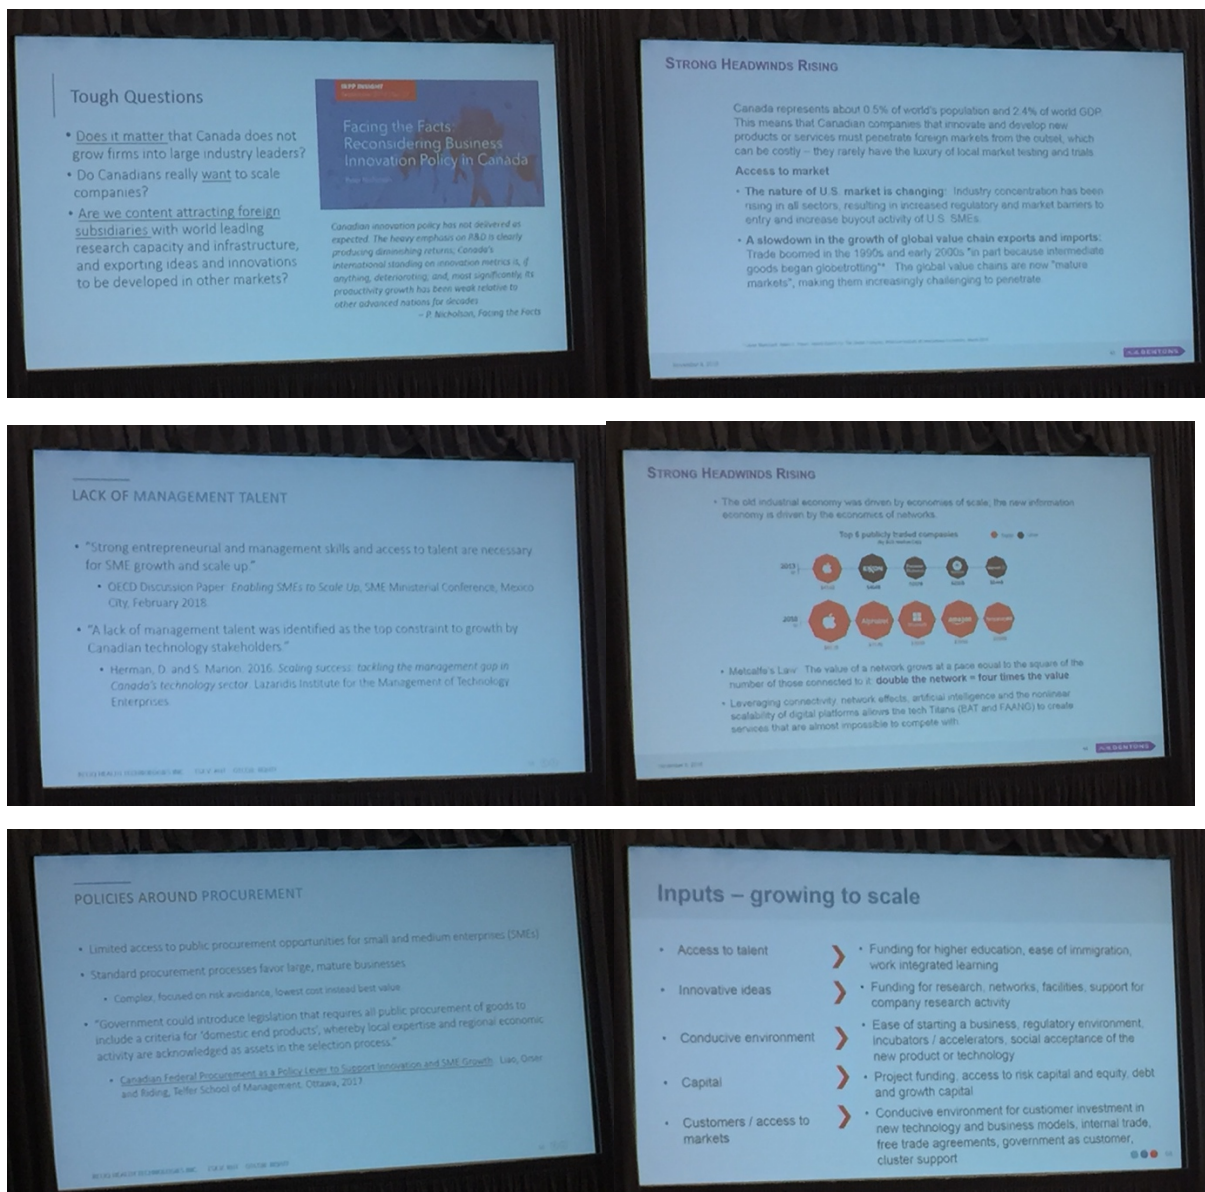 Tough Questions
• Does it matter that Canada does not
grow firms into large industry leaders?
• Do Canadians really want to scale
companies?
• Are we content attracting foreign
subsidiaries with world leading
research capacity and infrastructure,
and exporting ideas and innovations
to be developed in other markets?
IRPP INSIGHT
Facing the Facts:
Reconsidering Business
Innovation Policy in Canada
Canadian innovation policy has not delivered as
expected. The heavy emphasis on R&D is clearly
producing diminishing returns; Canada's
international standing on innovation metrics is, if
anything, deteriorating; and, most significantly, its
productivity growth has been weak relative to
other advanced nations for decades
– P. Nicholson, Facing the Facts
STRONG HEADWINDS RISING
Canada represents about 0.5% of world's population and 2.4% of world GDP.
This means that Canadian companies that innovate and develop new
products or services must penetrate foreign markets from the outset, which
can be costly – they rarely have the luxury of local market testing and trials
Access to market
• The nature of U.S. market is changing: Industry concentration has been
rising in all sectors, resulting in increased regulatory and market barriers to
entry and increase buyout activity of U.S. SMEs.
• A slowdown in the growth of global value chain exports and imports:
Trade boomed in the 1990s and early 2000s "in part because intermediate
goods began globetrotting"* The global value chains are now "mature
markets", making them increasingly challenging to penetrate.
DENTONS
LACK OF MANAGEMENT TALENT
• "Strong entrepreneurial and management skills and access to talent are necessary
for SME growth and scale up."
• OECD Discussion Paper: Enabling SMEs to Scale Up, SME Ministerial Conference, Mexico
City, February 2018
• "A lack of management talent was identified as the top constraint to growth by
Canadian technology stakeholders."
• Herman, D. and S. Marion. 2016. Scaling success: tackling the management gap in
Canada's technology sector. Lazaridis Institute for the Management of Technology
Enterprises
STRONG HEADWINDS RISING
• The old industrial economy was driven by economies of scale; the new information
economy is driven by the economics of networks.
Top 5 publicly traded companies
2013
EXXON
2018
Alphabet
Microsoft
amazon
• Metcalfe's Law: The value of a network grows at a pace equal to the square of the
number of those connected to it: double the network = four times the value
• Leveraging connectivity, network effects, artificial intelligence and the nonlinear
scalability of digital platforms allows the tech Titans (BAT and FAANG) to create
services that are almost impossible to compete with.
DENTONS
POLICIES AROUND PROCUREMENT
• Limited access to public procurement opportunities for small and medium enterprises (SMEs)
• Standard procurement processes favor large, mature businesses
• Complex, focused on risk avoidance, lowest cost instead best value
• "Government could introduce legislation that requires all public procurement of goods to
include a criteria for 'domestic end products', whereby local expertise and regional economic
activity are acknowledged as assets in the selection process."
• Canadian Federal Procurement as a Policy Lever to Support Innovation and SME Growth. Liao, Orser
and Riding, Telfer School of Management, Ottawa, 2017
Inputs – growing to scale
• Access to talent
• Funding for higher education, ease of immigration,
work integrated learning
• Innovative ideas
• Funding for research, networks, facilities, support for
company research activity
• Conducive environment
• Ease of starting a business, regulatory environment,
incubators / accelerators, social acceptance of the
new product or technology
• Capital
• Project funding, access to risk capital and equity, debt
and growth capital
• Customers / access to
markets
• Conducive environment for customer investment in
new technology and business models, internal trade,
free trade agreements, government as customer,
cluster support